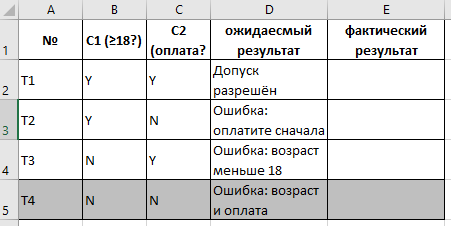 A B C D E
1 № C1 (≥18?) C2 (оплата? ожидаесмый результат фактический результат
2 T1 Y Y Допуск разрешён
3 T2 Y N Ошибка: оплатите сначала
4 T3 N Y Ошибка: возраст меньше 18
5 T4 N N Ошибка: возраст и оплата